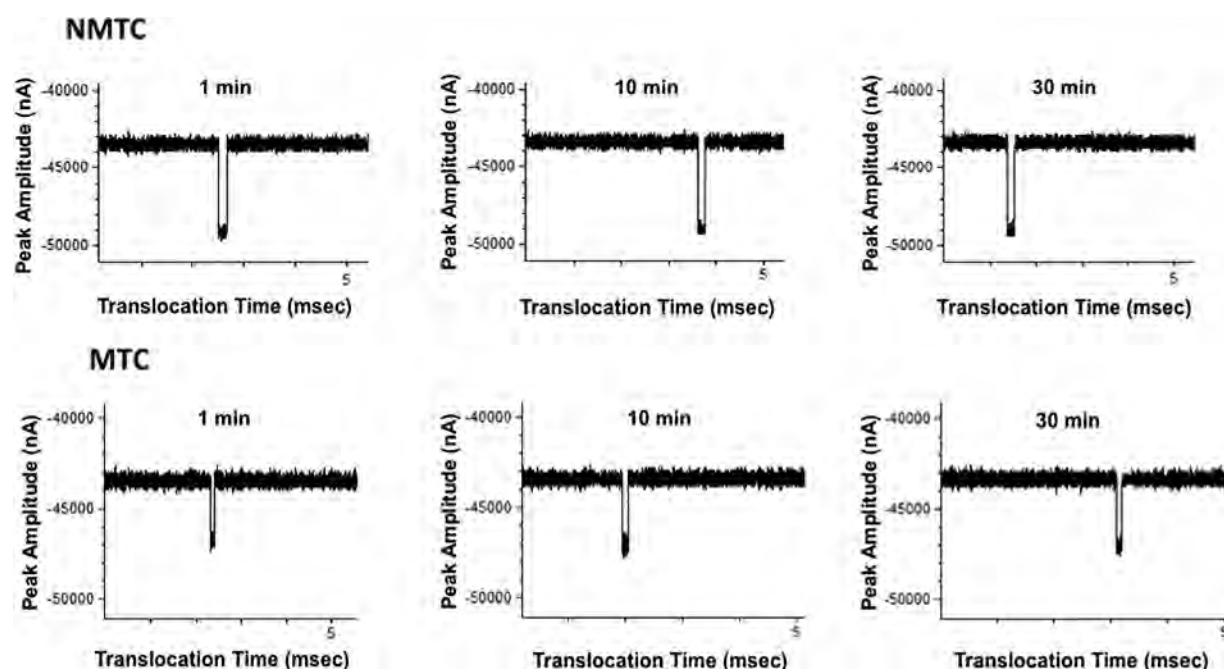 NMTC
1 min
10 min
30 min
Peak Amplitude (nA)
-40000
-45000
-50000
5
Translocation Time (msec)
Peak Amplitude (nA)
-40000
-45000
-50000
5
Translocation Time (msec)
Peak Amplitude (nA)
-40000
-45000
-50000
5
Translocation Time (msec)
MTC
1 min
10 min
30 min
Peak Amplitude (nA)
-40000
-45000
-50000
5
Translocation Time (msec)
Peak Amplitude (nA)
-40000
-45000
-50000
5
Translocation Time (msec)
Peak Amplitude (nA)
-40000
-45000
-50000
5
Translocation Time (msec)